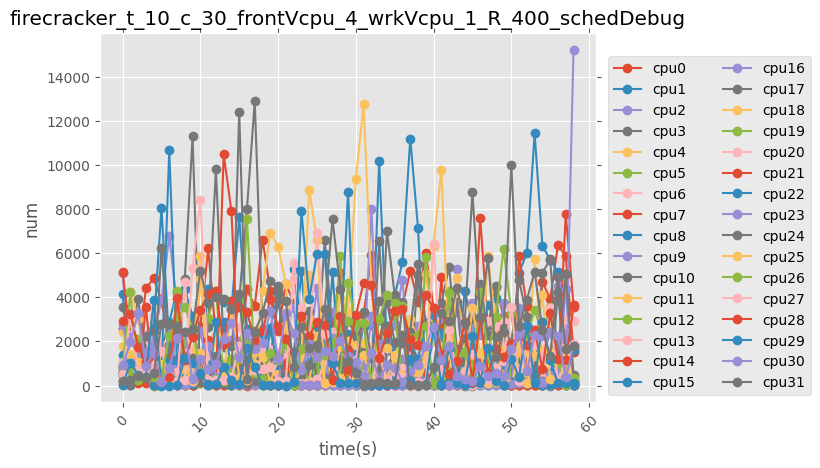 firecracker_t_10_c_30_frontVcpu_4_wrkVcpu_1_R_400_schedDebug
num
14000
12000
10000
8000
6000
4000
2000
0
0
10
20
30
40
50
60
time(s)
cpu0
cpu1
cpu2
cpu3
cpu4
cpu5
cpu6
cpu7
cpu8
cpu9
cpu10
cpu11
cpu12
cpu13
cpu14
cpu15
cpu16
cpu17
cpu18
cpu19
cpu20
cpu21
cpu22
cpu23
cpu24
cpu25
cpu26
cpu27
cpu28
cpu29
cpu30
cpu31